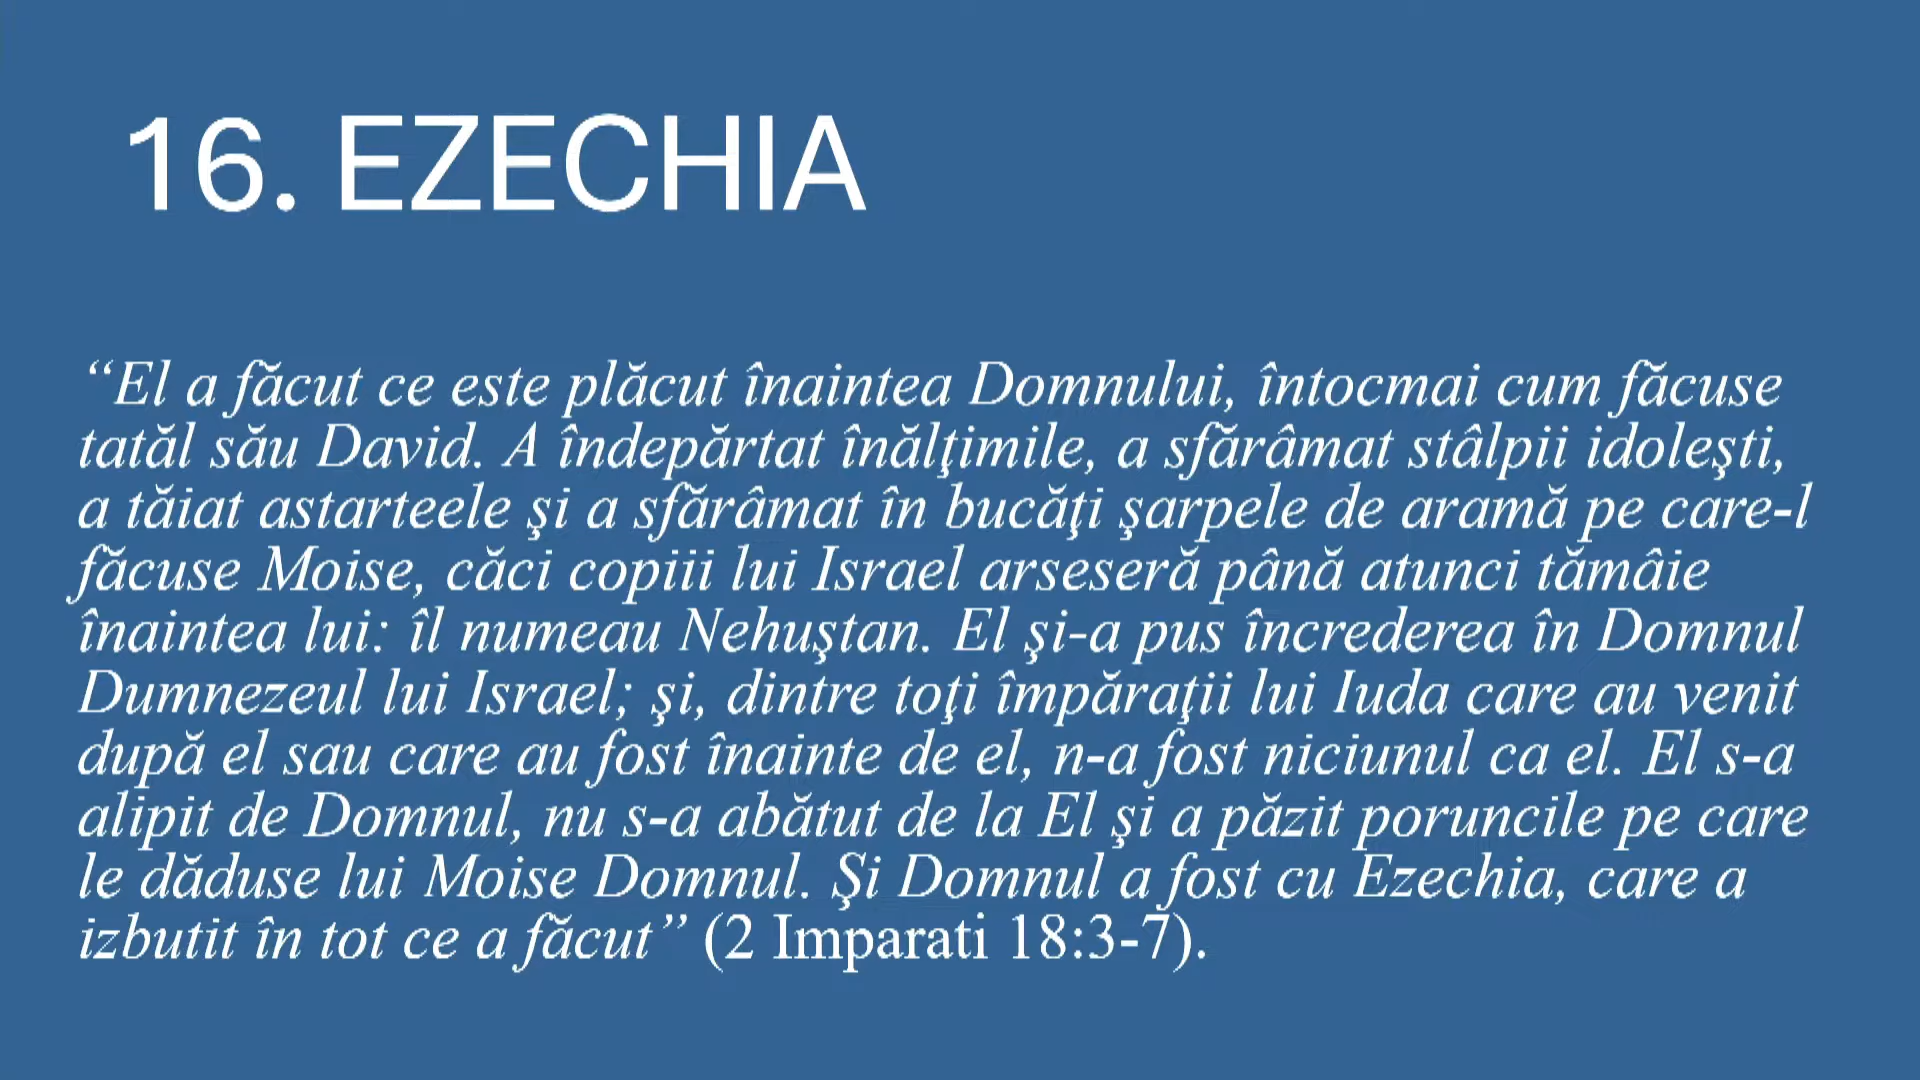 16. EZECHIA
“El a făcut ce este plăcut înaintea Domnului, întocmai cum făcuse
tatăl său David. A îndepărtat înălţimile, a sfărâmat stâlpii idoleşti,
a tăiat astarteele şi a sfărâmat în bucăţi şarpele de aramă pe care-l
făcuse Moise, căci copiii lui Israel arseseră până atunci tămâie
înaintea lui: îl numeau Nehuştan. El şi-a pus încrederea în Domnul
Dumnezeul lui Israel; şi, dintre toţi împăraţii lui Iuda care au venit
după el sau care au fost înainte de el, n-a fost niciunul ca el. El s-a
alipit de Domnul, nu s-a abătut de la El şi a păzit poruncile pe care
le dăduse lui Moise Domnul. Şi Domnul a fost cu Ezechia, care a
izbutit în tot ce a făcut” (2 Imparati 18:3-7).